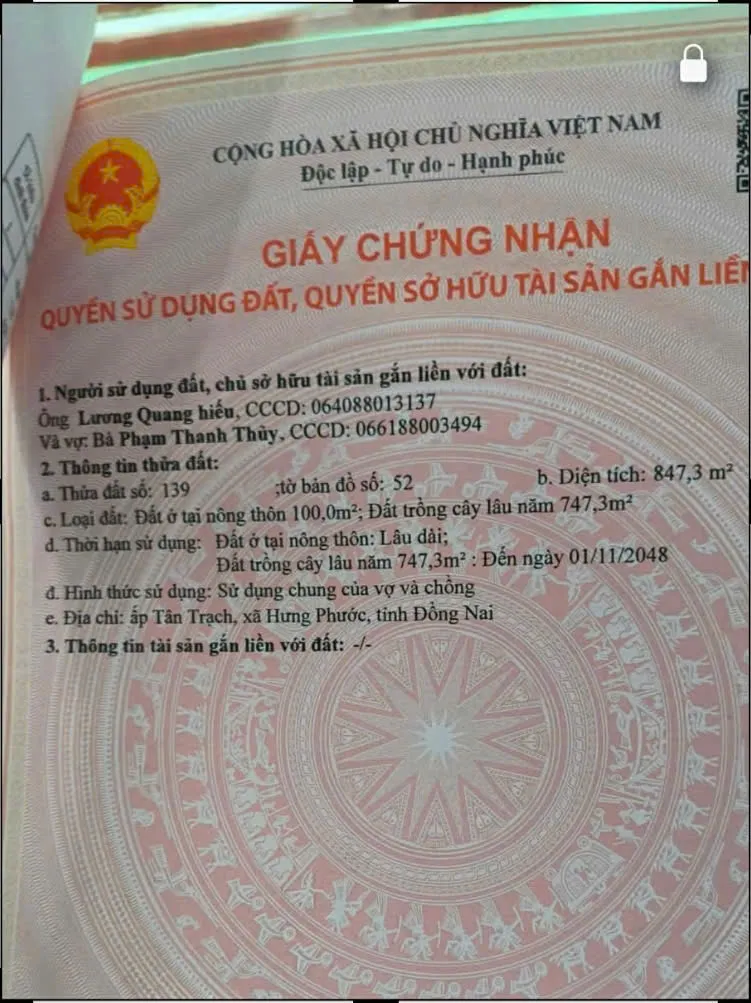 CỘNG HÒA XÃ HỘI CHỦ NGHĨA VIỆT NAM
Độc lập - Tự do - Hạnh phúc
GIẤY CHỨNG NHẬN
QUYỀN SỬ DỤNG ĐẤT, QUYỀN SỞ HỮU TÀI SẢN GẮN LIỀN
1. Người sử dụng đất, chủ sở hữu tài sản gắn liền với đất:
Ông Lương Quang hiếu, CCCD: 064088013137
Và vợ: Bà Phạm Thanh Thùy, CCCD: 066188003494
2. Thông tin thửa đất:
a. Thửa đất số: 139 ;tờ bản đồ số: 52 b. Diện tích: 847,3 m²
c. Loại đất: Đất ở tại nông thôn 100,0m²; Đất trồng cây lâu năm 747,3m²
d. Thời hạn sử dụng: Đất ở tại nông thôn: Lâu dài;
Đất trồng cây lâu năm 747,3m² : Đến ngày 01/11/2048
đ. Hình thức sử dụng: Sử dụng chung của vợ và chồng
e. Địa chỉ: ấp Tân Trạch, xã Hưng Phước, tỉnh Đồng Nai
3. Thông tin tài sản gắn liền với đất: -/-